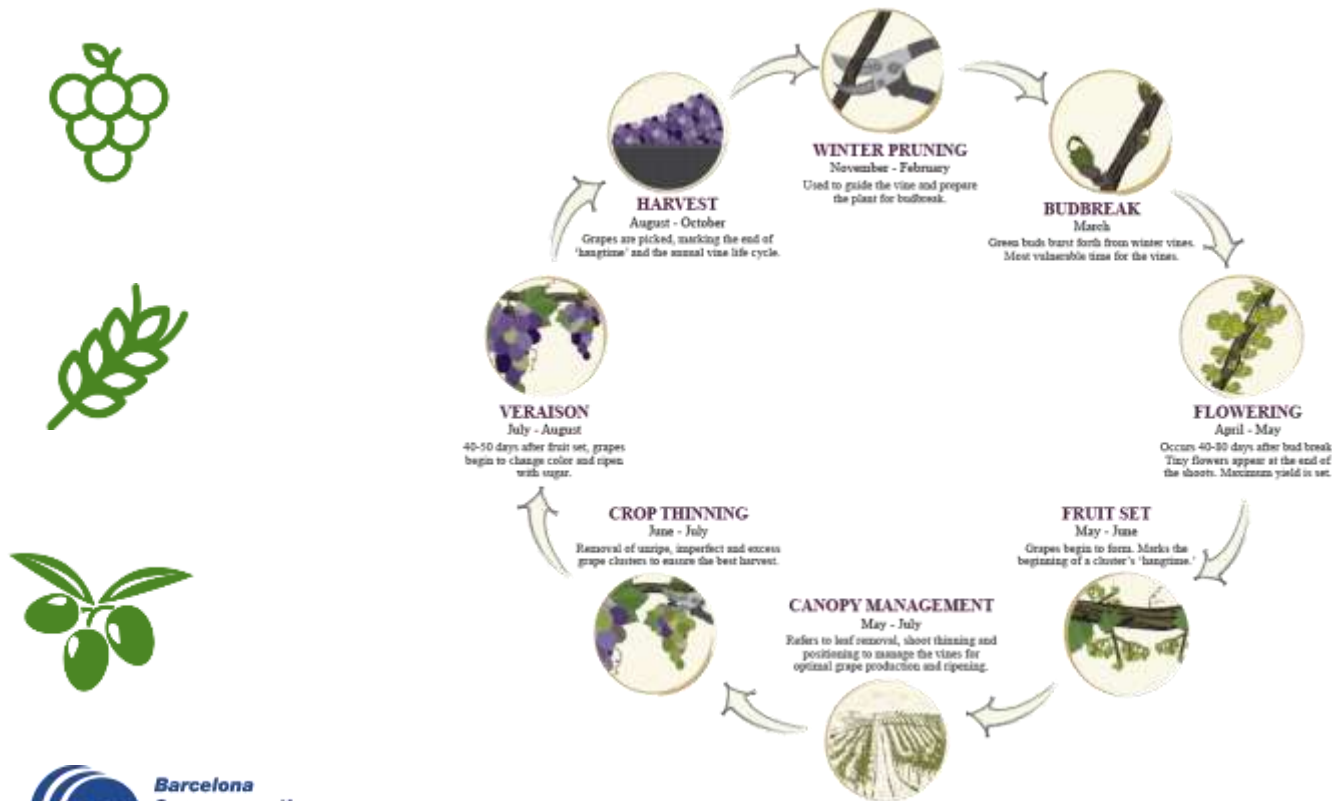 WINTER PRUNING
November - February
Used to guide the vine and prepare
the plant for budbreak.
BUDBREAK
March
Green buds burst forth from winter vines.
Most vulnerable time for the vines.
FLOWERING
April - May
Occurs 40-80 days after bud break
Tiny flowers appear at the end of
the shoots. Maximum yield is set.
FRUIT SET
May - June
Grapes begin to form. Marks the
beginning of a cluster's 'hangtime.'
CANOPY MANAGEMENT
May - July
Refers to leaf removal, shoot thinning and
positioning to manage the vines for
optimal grape production and ripening.
CROP THINNING
June - July
Removal of unripe, imperfect and excess
grape clusters to ensure the best harvest.
VERAISON
July - August
40-50 days after fruit set, grapes
begin to change color and ripen
with sugar.
HARVEST
August - October
Grapes are picked, marking the end of
'hangtime' and the annual vine life cycle.
Barcelona